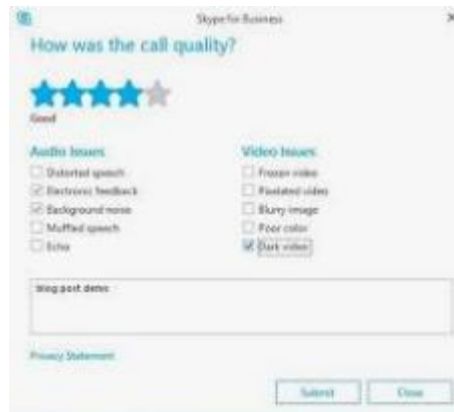 Skype for Business
How was the call quality?
Good
Audio Issues
Distorted speech
Electronic feedback
Background noise
Muffled speech
Echo
Video Issues
Frozen video
Pixelated video
Blurry image
Poor color
Dark video
blog post demo
Privacy Statement
Submit
Close